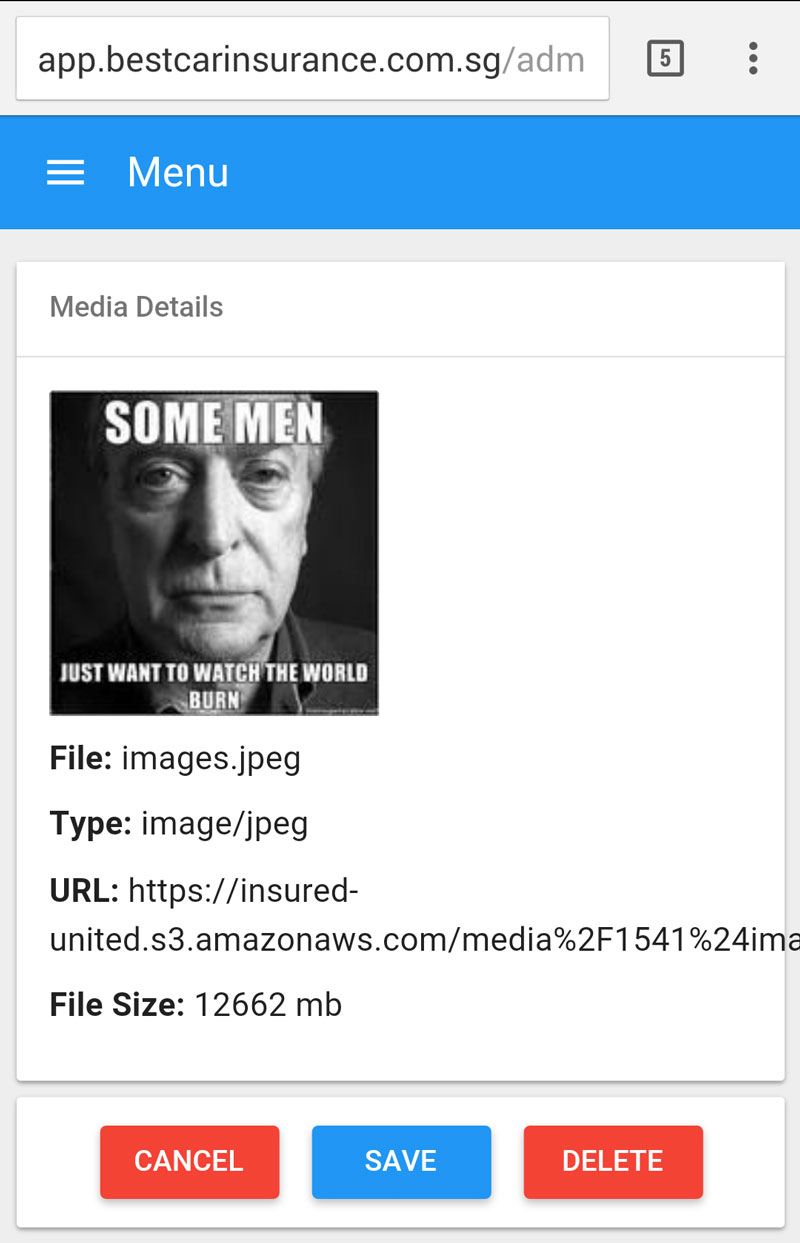 app.bestcarinsurance.com.sg/adm
5
Menu
Media Details
SOME MEN
JUST WANT TO WATCH THE WORLD
BURN
File: images.jpeg
Type: image/jpeg
URL: https://insured-
united.s3.amazonaws.com/media%2F1541%24ima
File Size: 12662 mb
CANCEL SAVE DELETE